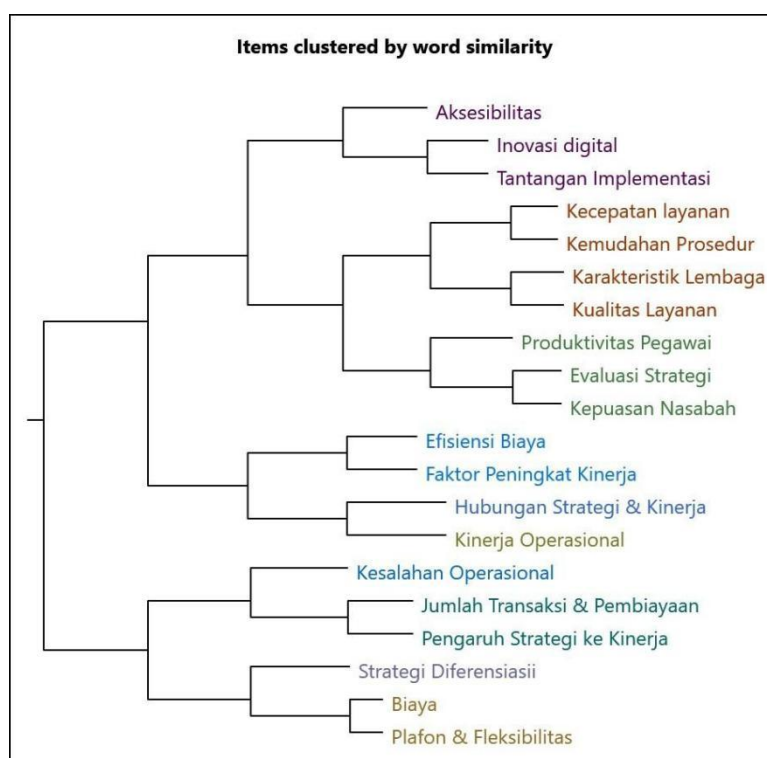 Items clustered by word similarity
Aksesibilitas
Inovasi digital
Tantangan Implementasi
Kecepatan layanan
Kemudahan Prosedur
Karakteristik Lembaga
Kualitas Layanan
Produktivitas Pegawai
Evaluasi Strategi
Kepuasan Nasabah
Efisiensi Biaya
Faktor Peningkat Kinerja
Hubungan Strategi & Kinerja
Kinerja Operasional
Kesalahan Operasional
Jumlah Transaksi & Pembiayaan
Pengaruh Strategi ke Kinerja
Strategi Diferensiasii
Biaya
Plafon & Fleksibilitas